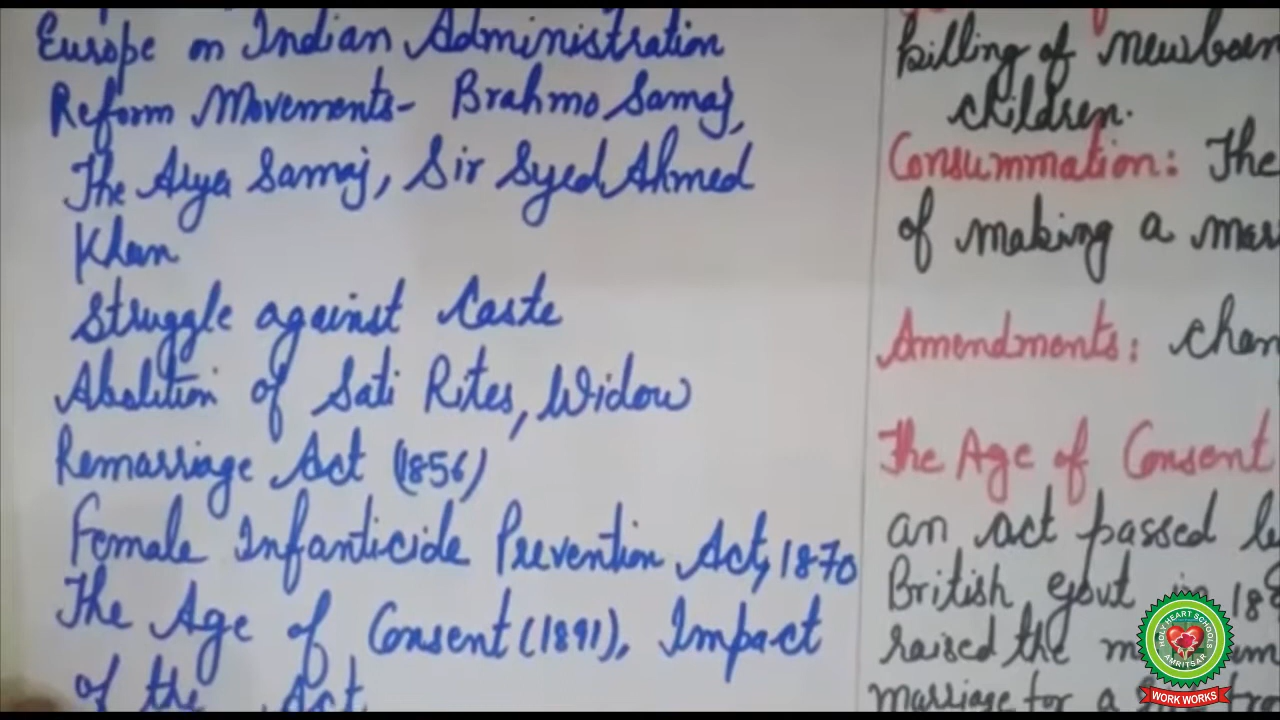 Europe on Indian Administration
Reform Movements- Brahmo Samaj,
The Arya Samaj, Sir Syed Ahmed
Khan
Struggle against Caste
Abolition of Sati Rites, Widow
Remarriage Act (1856)
Female Infanticide Prevention Act, 1870
The Age of Consent (1891), Impact
of the Act
killing of newborn
children.
Consummation: The
of making a mar
Amendments: chan
The Age of Consent
an act passed by
British govt in 18
raised the
marriage for a
HOLY HEART SCHOOLS
AMRITSAR
WORK WORKS